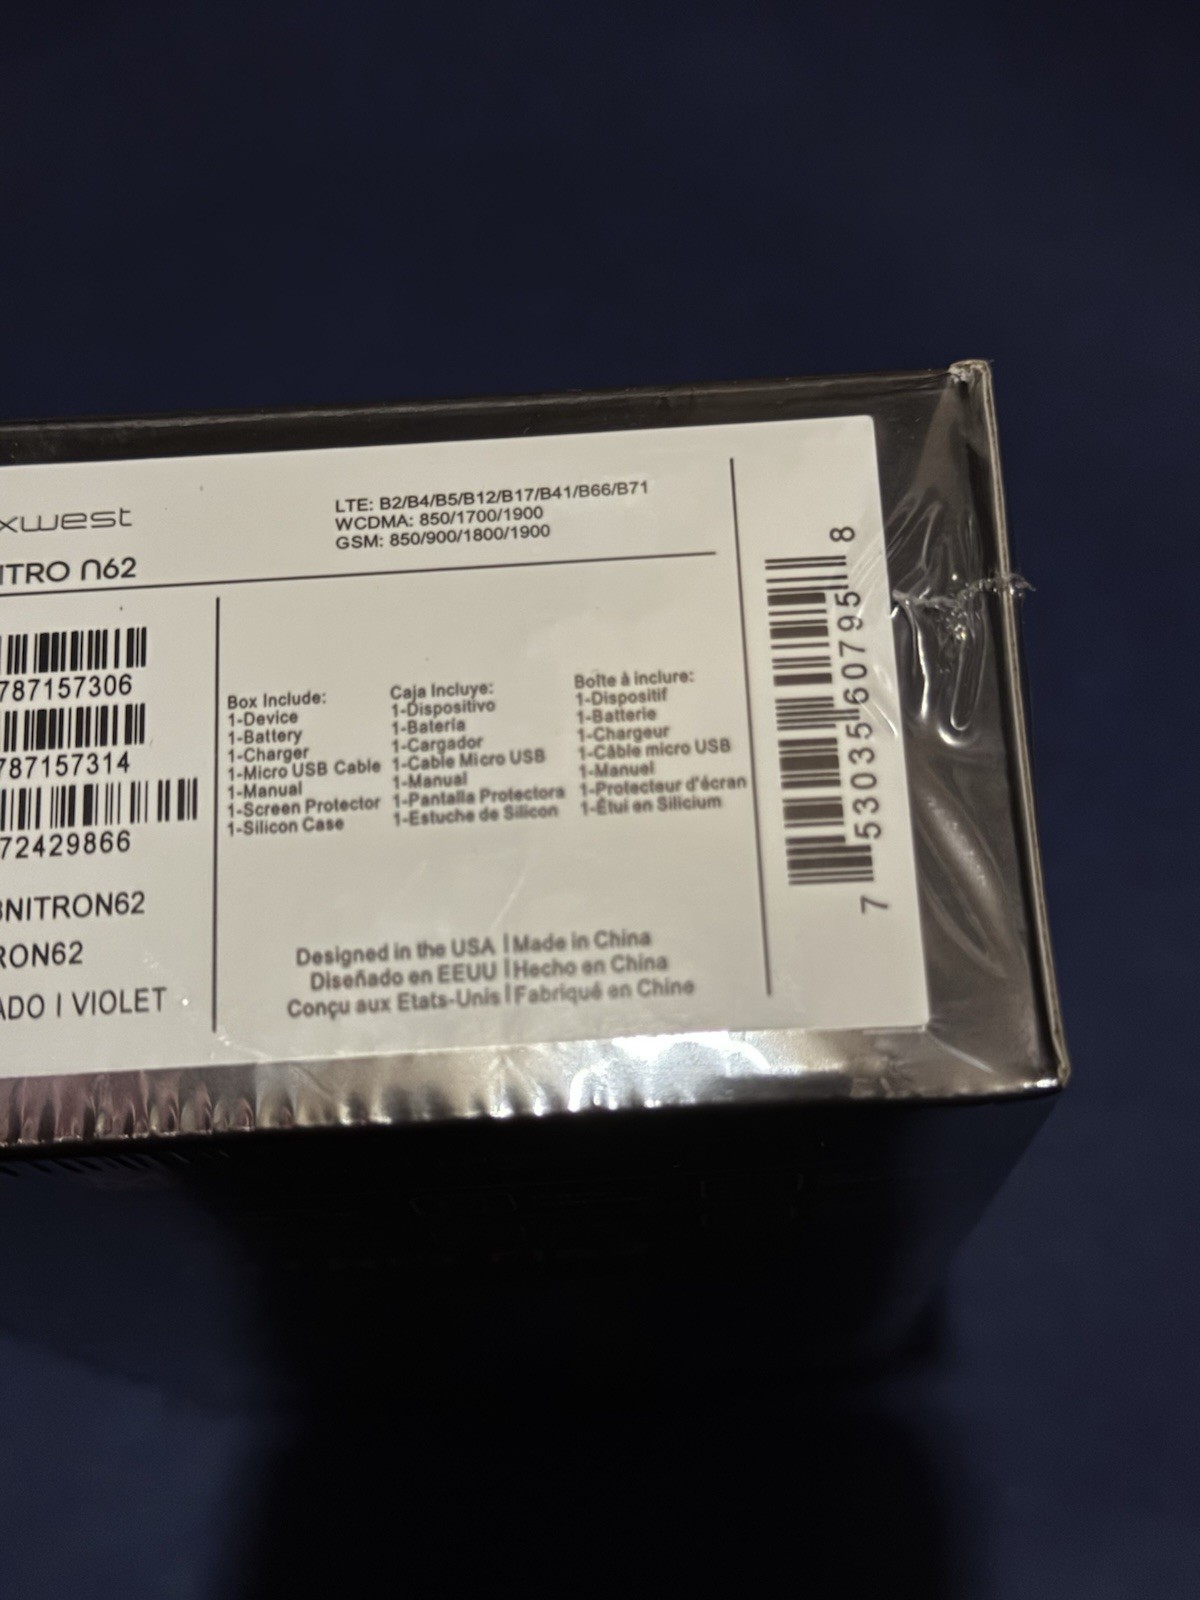 xwest
ITRO n62
LTE: B2/B4/B5/B12/B17/B41/B66/B71
WCDMA: 850/1700/1900
GSM: 850/900/1800/1900
787157306
787157314
72429866
NITRON62
RON62
ADO I VIOLET
Box Include:
1-Device
1-Battery
1-Charger
1-Micro USB Cable
1-Manual
1-Screen Protector
1-Silicon Case
Caja Incluye:
1-Dispositivo
1-Batería
1-Cargador
1-Cable Micro USB
1-Manual
1-Pantalla Protectora
1-Estuche de Silicon
Boîte à inclure:
1-Dispositif
1-Batterie
1-Chargeur
1-Câble micro USB
1-Manuel
1-Protecteur d'écran
1-Étui en Silicium
Designed in the USA | Made in China
Diseñado en EEUU | Hecho en China
Conçu aux Etats-Unis | Fabriqué en Chine
7 53035 60795 8